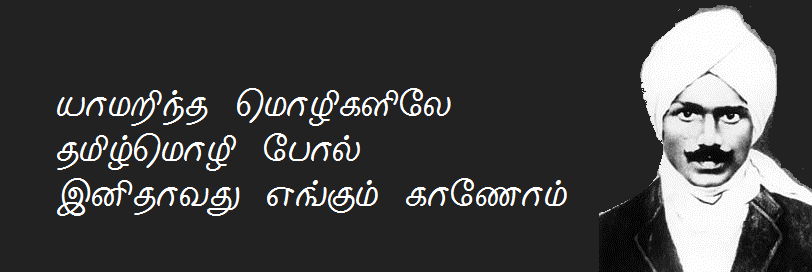 யாமறிந்த மொழிகளிலே
தமிழ்மொழி போல்
இனிதாவது எங்கும் காணோம்